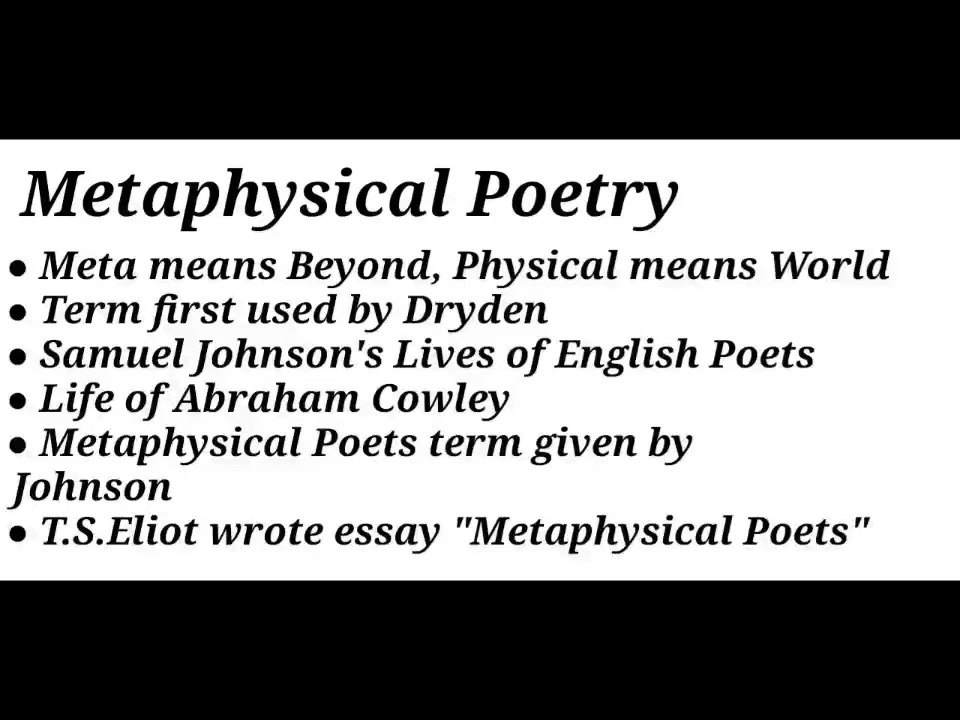 Metaphysical Poetry
● Meta means Beyond, Physical means World
● Term first used by Dryden
● Samuel Johnson's Lives of English Poets
● Life of Abraham Cowley
● Metaphysical Poets term given by
Johnson
● T.S.Eliot wrote essay "Metaphysical Poets"